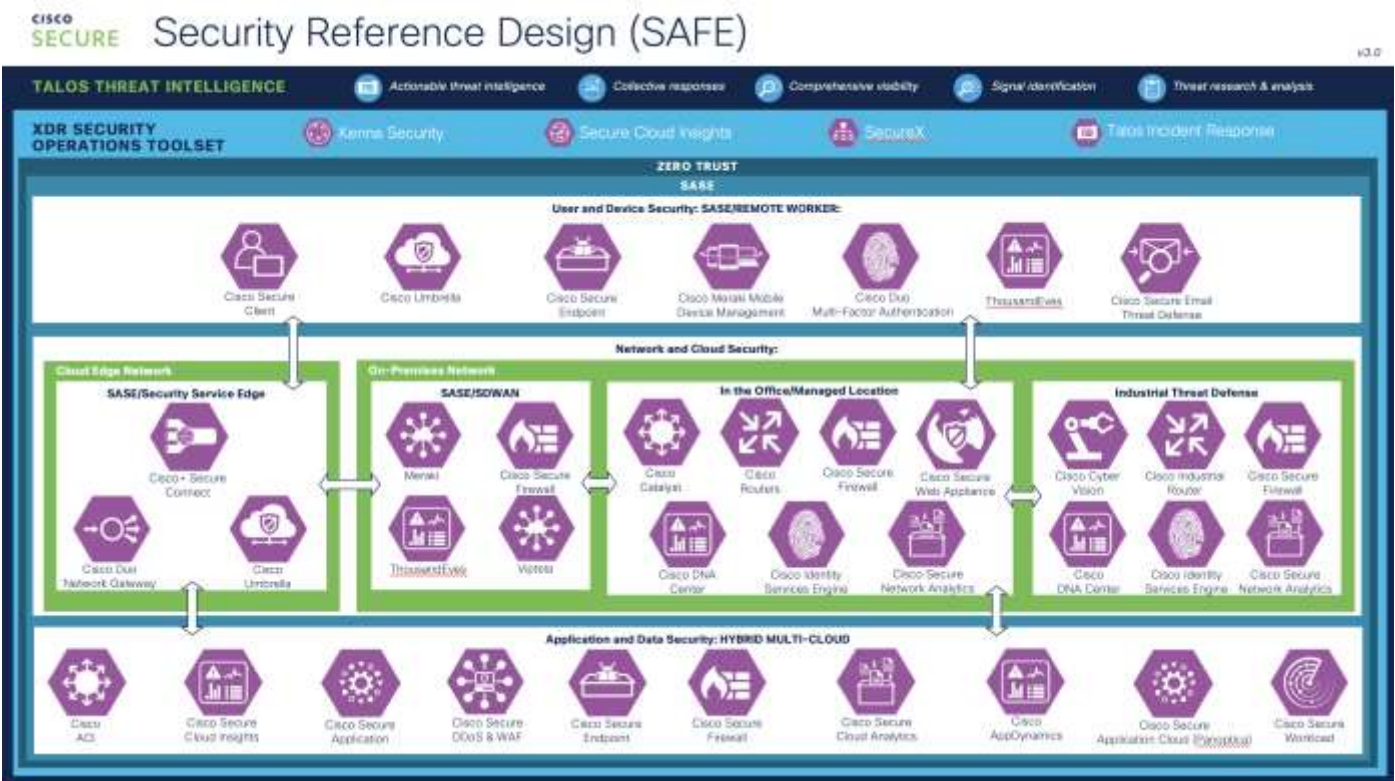 CISCO
SECURE
Security Reference Design (SAFE)
v3.0
TALOS THREAT INTELLIGENCE
Actionable threat intelligence
Collective responses
Comprehensive visibility
Signal identification
Threat research & analysis
XDR SECURITY
OPERATIONS TOOLSET
Kenna Security
Secure Cloud Insights
SecureX
Talos Incident Response
ZERO TRUST
SASE
User and Device Security: SASE/REMOTE WORKER:
Cisco Secure
Client
Cisco Umbrella
Cisco Secure
Endpoint
Cisco Meraki Mobile
Device Management
Cisco Duo
Multi-Factor Authentication
ThousandEyes
Cisco Secure Email
Threat Defense
Network and Cloud Security:
Cloud Edge Network
SASE/Security Service Edge
Cisco+ Secure
Connect
Cisco Duo
Network Gateway
Cisco
Umbrella
On-Premises Network
SASE/SDWAN
Meraki
Cisco Secure
Firewall
ThousandEyes
Viptela
In the Office/Managed Location
Cisco
Catalyst
Cisco
Routers
Cisco Secure
Firewall
Cisco Secure
Web Appliance
Cisco DNA
Center
Cisco Identity
Services Engine
Cisco Secure
Network Analytics
Industrial Threat Defense
Cisco Cyber
Vision
Cisco Industrial
Router
Cisco Secure
Firewall
Cisco
DNA Center
Cisco Identity
Services Engine
Cisco Secure
Network Analytics
Application and Data Security: HYBRID MULTI-CLOUD
Cisco
ACI
Cisco Secure
Cloud Insights
Cisco Secure
Application
Cisco Secure
DDoS & WAF
Cisco Secure
Endpoint
Cisco Secure
Firewall
Cisco Secure
Cloud Analytics
Cisco
AppDynamics
Cisco Secure
Application Cloud (Panoptica)
Cisco Secure
Workload